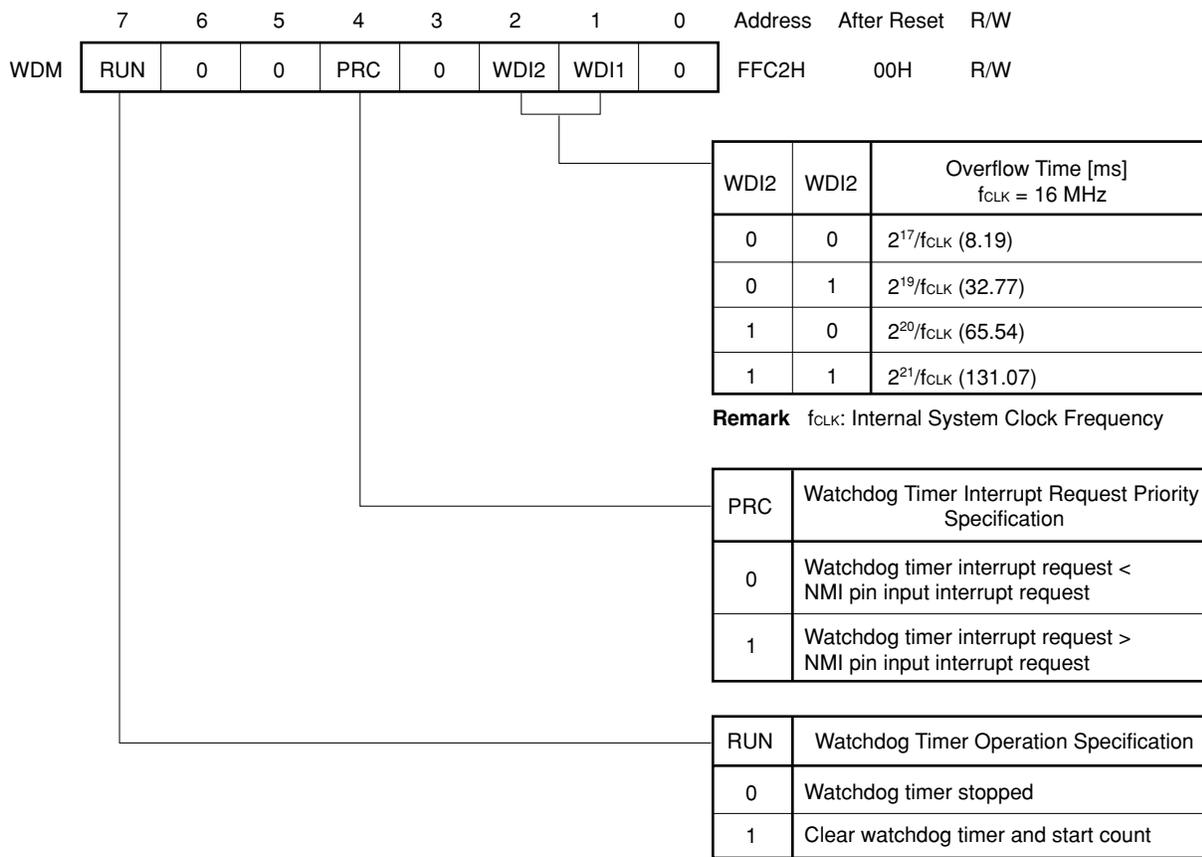 7 6 5 4 3 2 1 0 Address After Reset R/W
WDM RUN 0 0 PRC 0 WDI2 WDI1 0 FFC2H 00H R/W
WDI2 WDI2 Overflow Time [ms]
fCLK = 16 MHz
0 0 2¹⁷/fCLK (8.19)
0 1 2¹⁹/fCLK (32.77)
1 0 2²⁰/fCLK (65.54)
1 1 2²¹/fCLK (131.07)
Remark fCLK: Internal System Clock Frequency
PRC Watchdog Timer Interrupt Request Priority
Specification
0 Watchdog timer interrupt request <
NMI pin input interrupt request
1 Watchdog timer interrupt request >
NMI pin input interrupt request
RUN Watchdog Timer Operation Specification
0 Watchdog timer stopped
1 Clear watchdog timer and start count